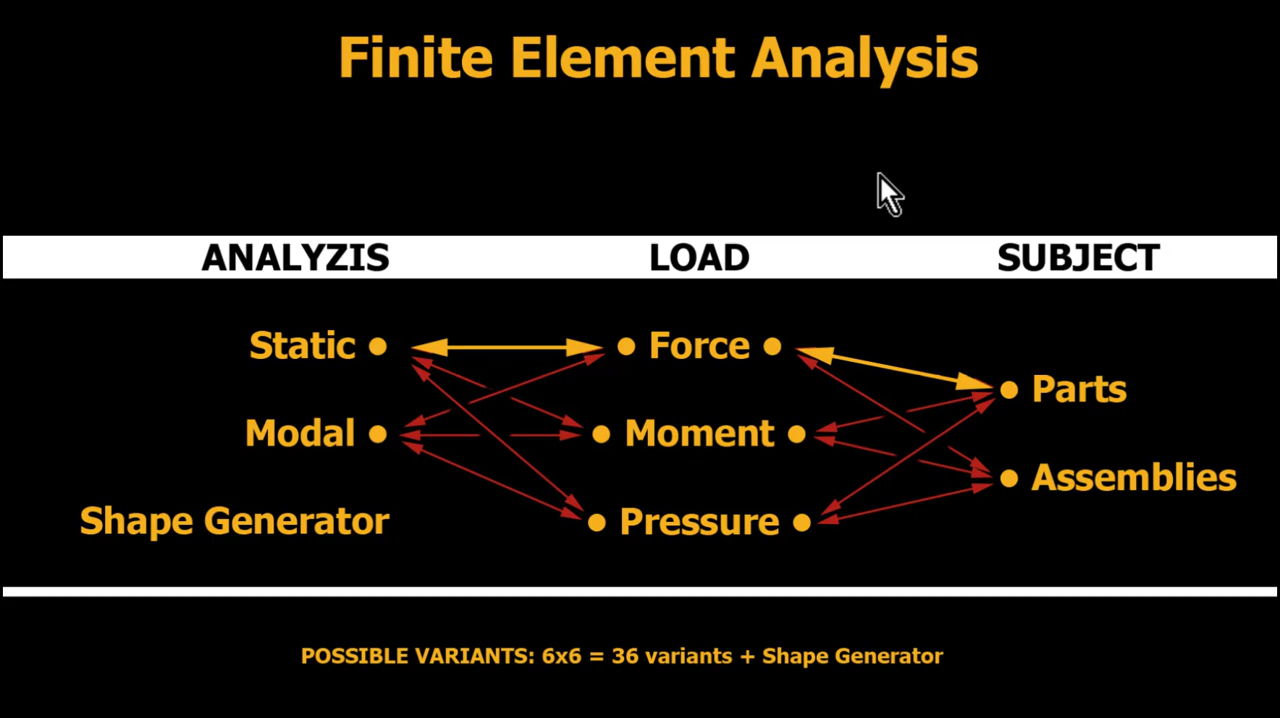 Finite Element Analysis
ANALYZIS LOAD SUBJECT
Static ● ● Force ●
● Parts
Modal ● ● Moment ●
● Assemblies
Shape Generator ● Pressure ●
POSSIBLE VARIANTS: 6x6 = 36 variants + Shape Generator